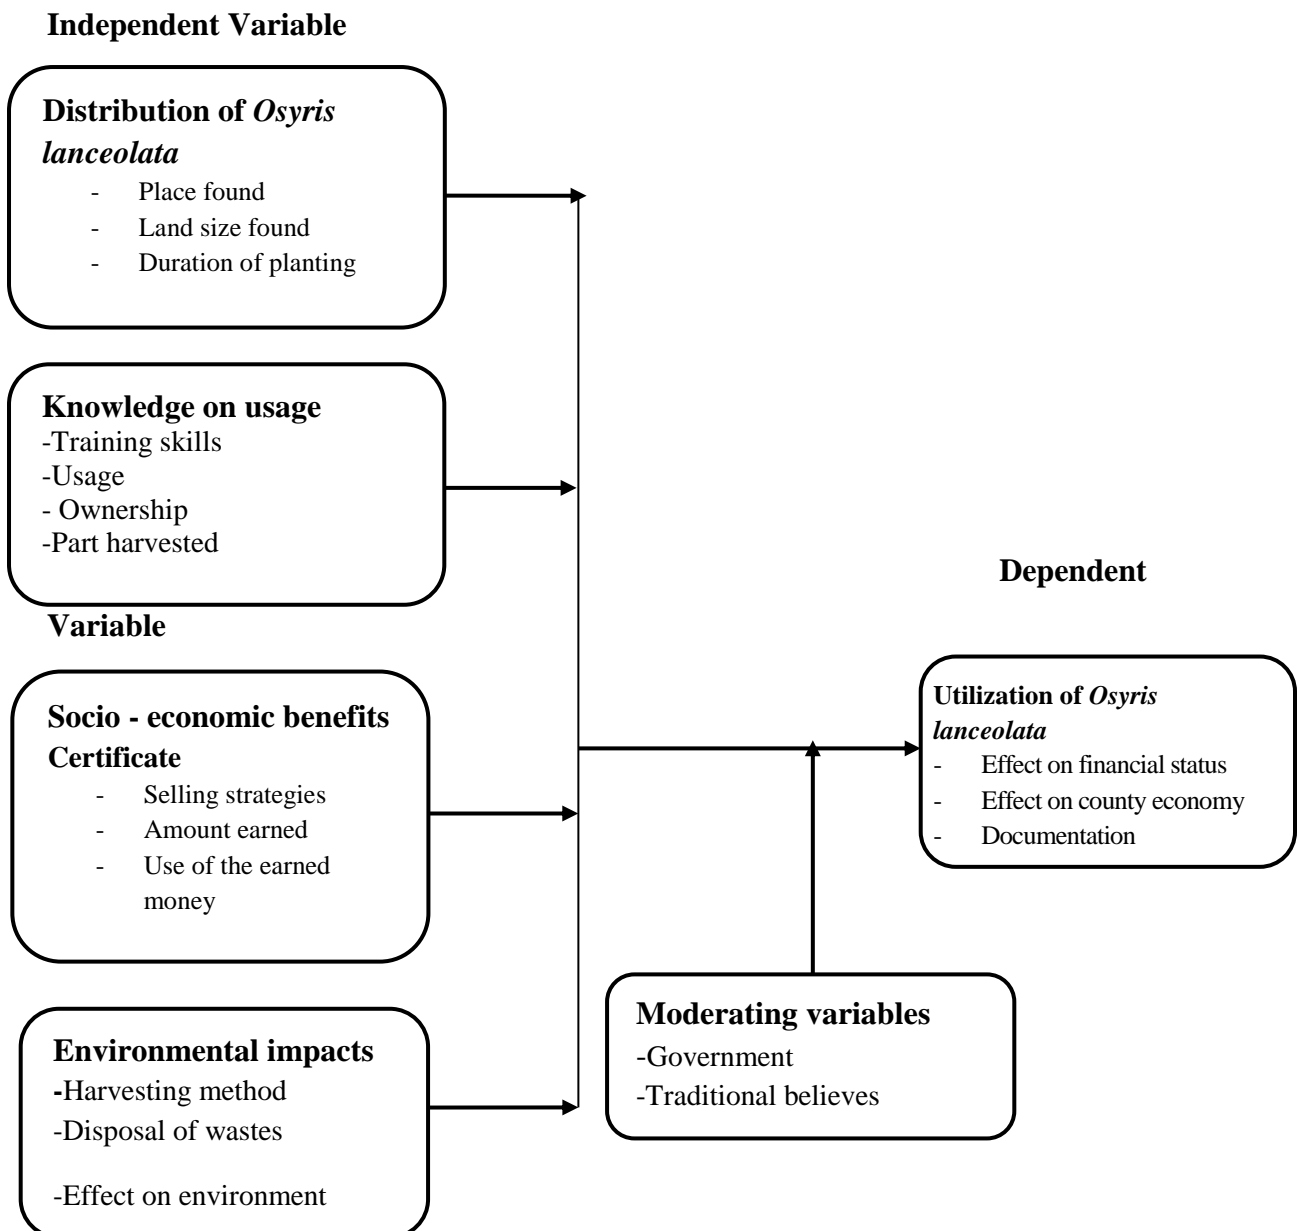 Independent Variable
Distribution of Osyris
lanceolata
- Place found
- Land size found
- Duration of planting
Knowledge on usage
-Training skills
-Usage
- Ownership
-Part harvested
Dependent
Variable
Socio - economic benefits
Certificate
- Selling strategies
- Amount earned
- Use of the earned
money
Utilization of Osyris
lanceolata
- Effect on financial status
- Effect on county economy
- Documentation
Environmental impacts
-Harvesting method
-Disposal of wastes
-Effect on environment
Moderating variables
-Government
-Traditional believes